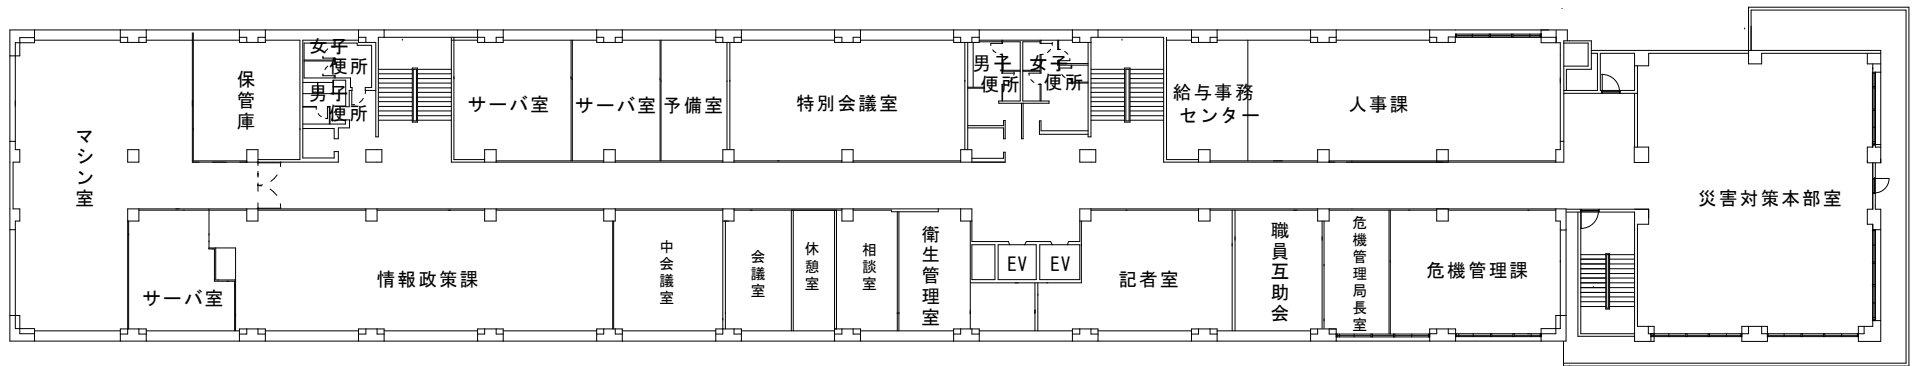 マシン室
保管庫
女子
便所
男子
便所
サーバ室
サーバ室
予備室
特別会議室
男子
便所
女子
便所
給与事務
センター
人事課
災害対策本部室
サーバ室
情報政策課
中会議室
会議室
休憩室
相談室
衛生管理室
EV
EV
記者室
職員互助会
危機管理局長室
危機管理課